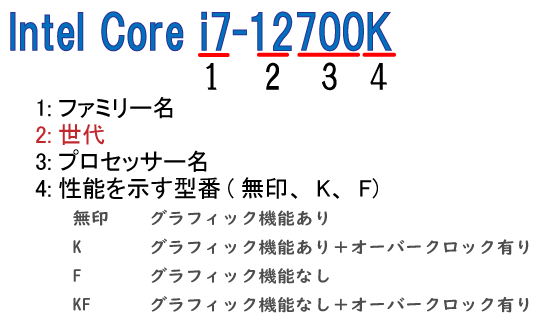 Intel Core i7-12700K
1 2 3 4
1: ファミリー名
2: 世代
3: プロセッサー名
4: 性能を示す型番 ( 無印、 K、 F)
無印 グラフィック機能あり
K グラフィック機能あり＋オーバークロック有り
F グラフィック機能なし
KF グラフィック機能なし＋オーバークロック有り